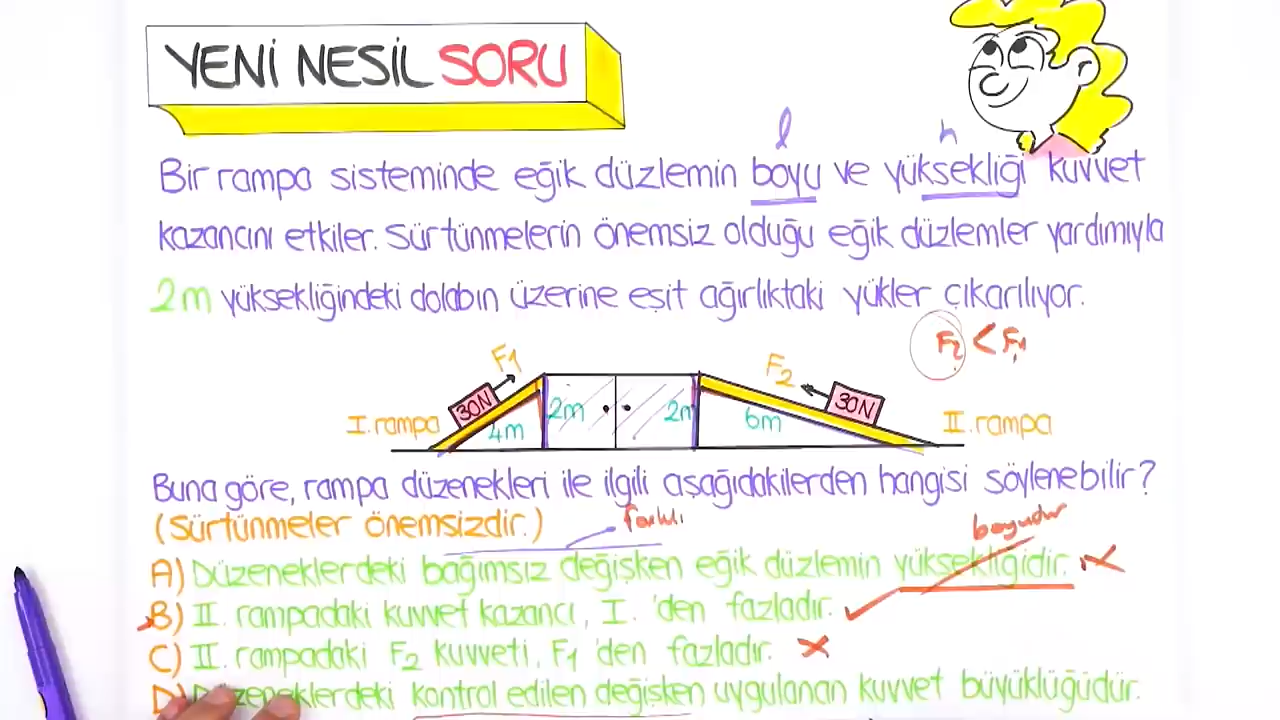 YENİ NESİL SORU
l h
Bir rampa sisteminde eğik düzlemin boyu ve yüksekliği kuvvet
kazancını etkiler. Sürtünmelerin önemsiz olduğu eğik düzlemler yardımıyla
2m yüksekliğindeki dolabın üzerine eşit ağırlıktaki yükler çıkarılıyor.
F2 < F1
F1 F2
30N 30N
I. rampa 4m 2m 2m 6m II. rampa
Buna göre, rampa düzenekleri ile ilgili aşağıdakilerden hangisi söylenebilir?
(Sürtünmeler önemsizdir.) farklı boyudur
A) Düzeneklerdeki bağımsız değişken eğik düzlemin yüksekliğidir.
B) II. rampadaki kuvvet kazancı, I. 'den fazladır.
C) II. rampadaki F2 kuvveti, F1 'den fazladır.
D) Düzeneklerdeki kontrol edilen değişken uygulanan kuvvet büyüklüğüdür.